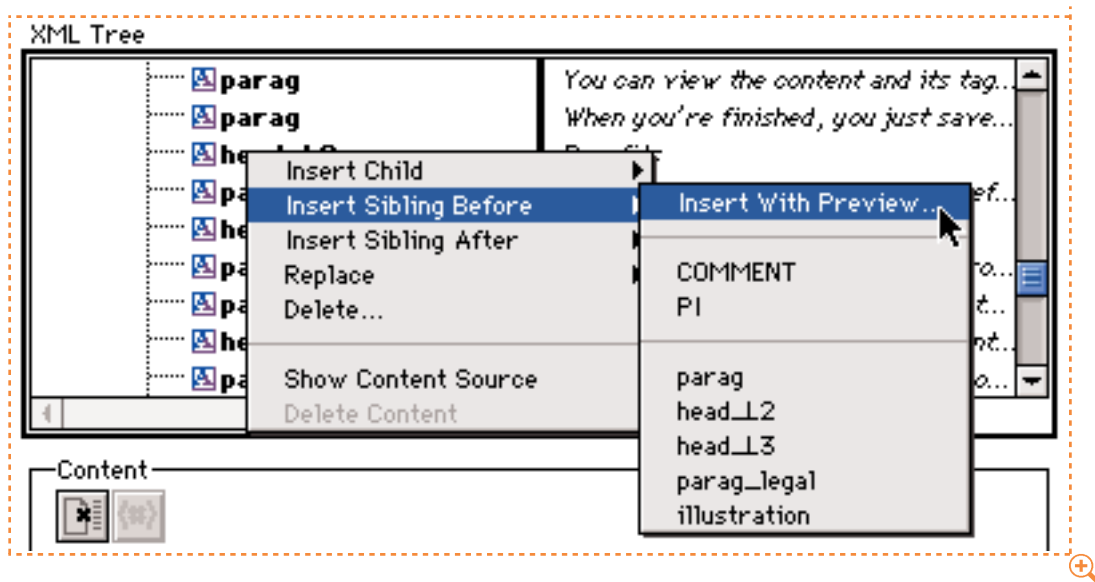 XML Tree
parag You can view the content and its tag...
parag When you're finished, you just save...
Insert Child
Insert Sibling Before
Insert Sibling After
Replace
Delete...
Show Content Source
Delete Content
Insert With Preview...
COMMENT
PI
parag
head_L2
head_L3
parag_legal
illustration
Content